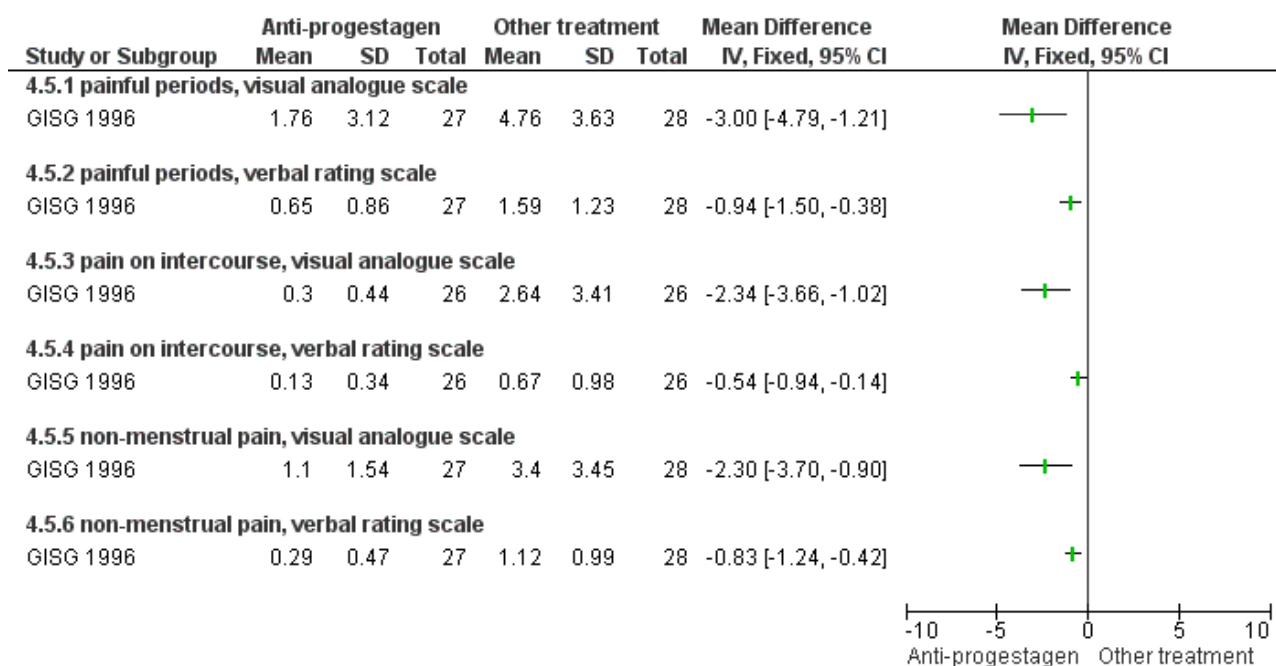 Anti-progestagen Other treatment Mean Difference Mean Difference
Study or Subgroup Mean SD Total Mean SD Total IV, Fixed, 95% CI IV, Fixed, 95% CI
4.5.1 painful periods, visual analogue scale
GISG 1996 1.76 3.12 27 4.76 3.63 28 -3.00 [-4.79, -1.21]
4.5.2 painful periods, verbal rating scale
GISG 1996 0.65 0.86 27 1.59 1.23 28 -0.94 [-1.50, -0.38]
4.5.3 pain on intercourse, visual analogue scale
GISG 1996 0.3 0.44 26 2.64 3.41 26 -2.34 [-3.66, -1.02]
4.5.4 pain on intercourse, verbal rating scale
GISG 1996 0.13 0.34 26 0.67 0.98 26 -0.54 [-0.94, -0.14]
4.5.5 non-menstrual pain, visual analogue scale
GISG 1996 1.1 1.54 27 3.4 3.45 28 -2.30 [-3.70, -0.90]
4.5.6 non-menstrual pain, verbal rating scale
GISG 1996 0.29 0.47 27 1.12 0.99 28 -0.83 [-1.24, -0.42]
-10 -5 0 5 10
Anti-progestagen Other treatment